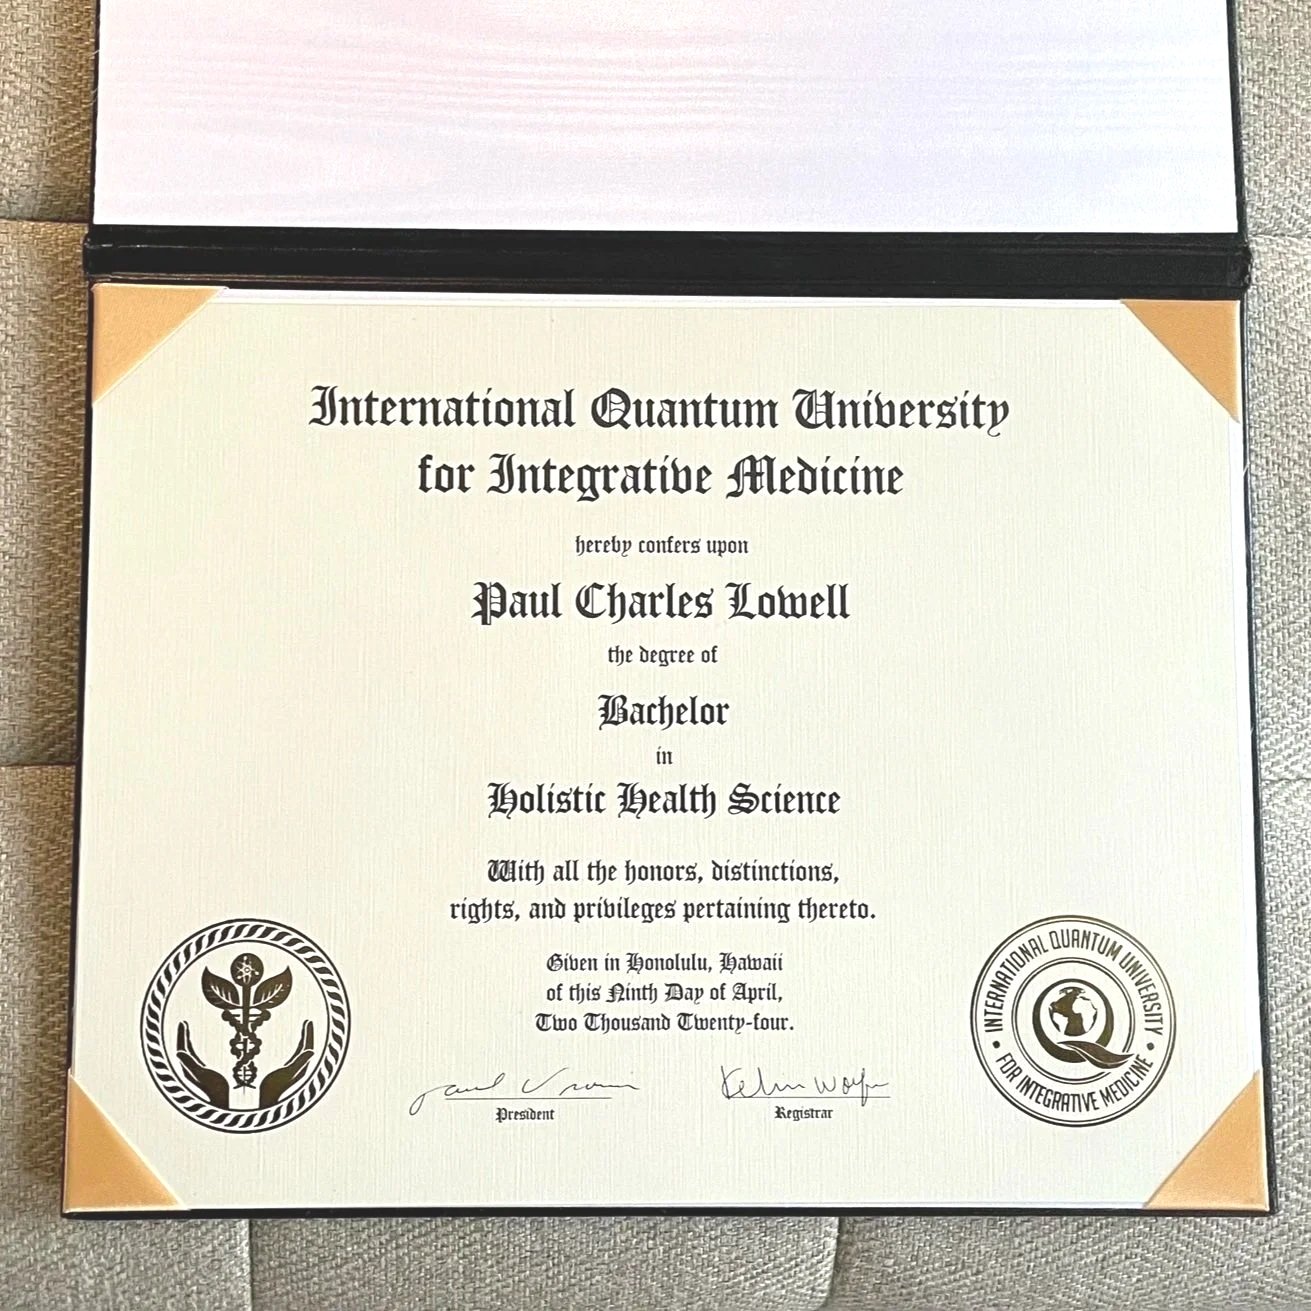 International Quantum University
for Integrative Medicine
hereby confers upon
Paul Charles Lowell
the degree of
Bachelor
in
Holistic Health Science
With all the honors, distinctions,
rights, and privileges pertaining thereto.
Given in Honolulu, Hawaii
of this Ninth Day of April,
Two Thousand Twenty-four.
President
Registrar
INTERNATIONAL QUANTUM UNIVERSITY
• FOR INTEGRATIVE MEDICINE •